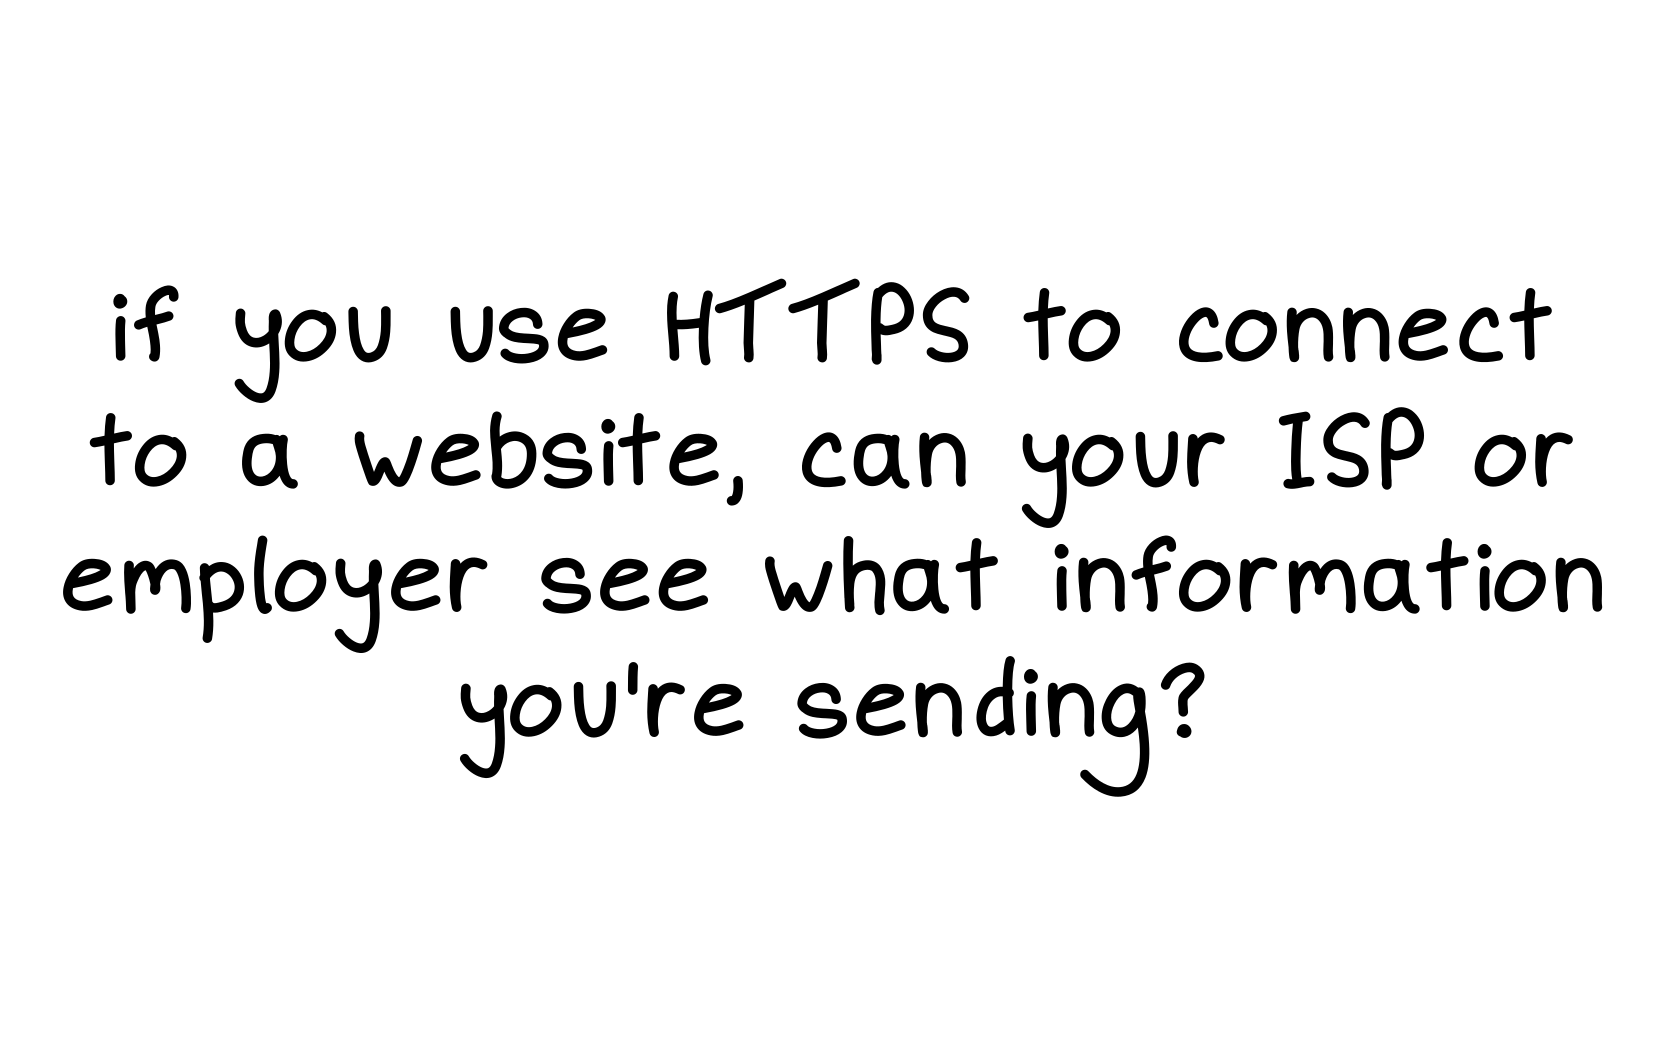 if you use HTTPS to connect
to a website, can your ISP or
employer see what information
you're sending?